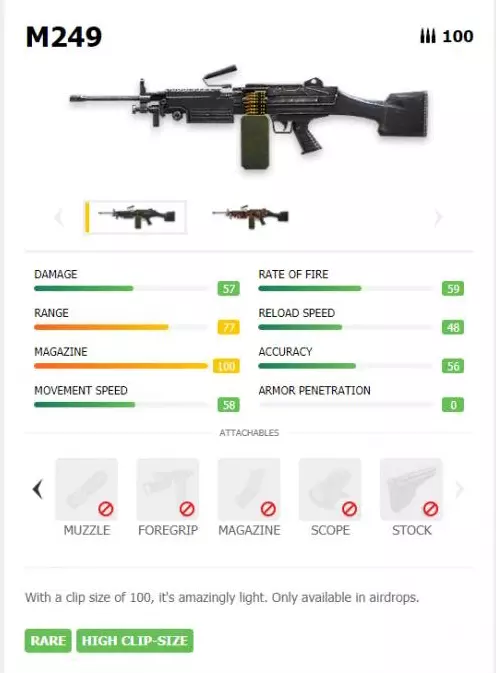 M249
100
DAMAGE
57
RATE OF FIRE
59
RANGE
77
RELOAD SPEED
48
MAGAZINE
100
ACCURACY
56
MOVEMENT SPEED
58
ARMOR PENETRATION
0
ATTACHABLES
MUZZLE FOREGRIP MAGAZINE SCOPE STOCK
With a clip size of 100, it's amazingly light. Only available in airdrops.
RARE HIGH CLIP-SIZE